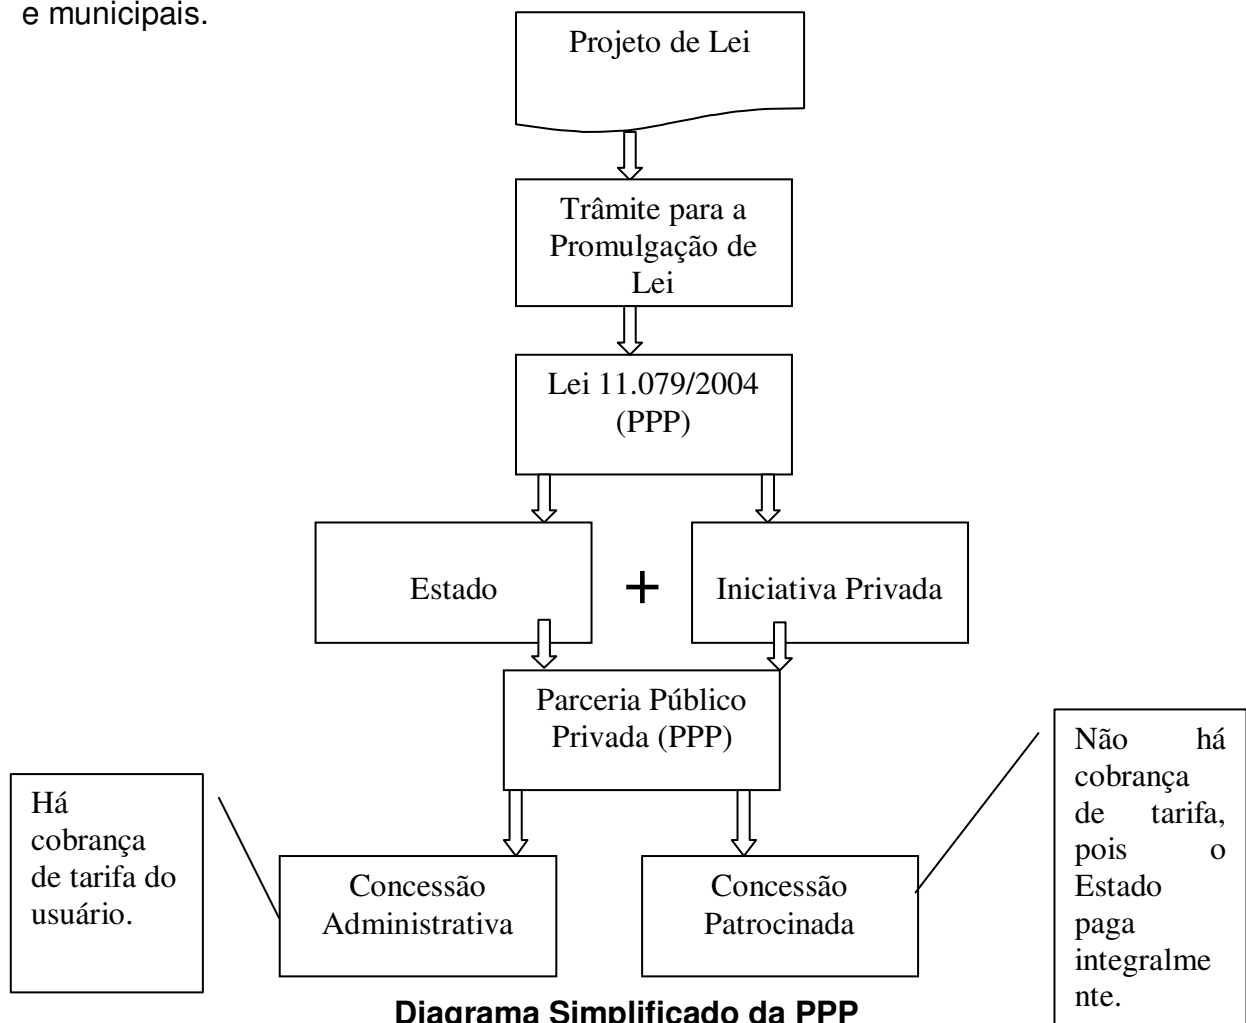 e municipais.
Projeto de Lei
Trâmite para a
Promulgação de
Lei
Lei 11.079/2004
(PPP)
Estado
+
Iniciativa Privada
Parceria Público
Privada (PPP)
Há
cobrança
de tarifa do
usuário.
Concessão
Administrativa
Concessão
Patrocinada
Não há
cobrança
de tarifa,
pois o
Estado
paga
integralme
nte.
Diagrama Simplificado da PPP